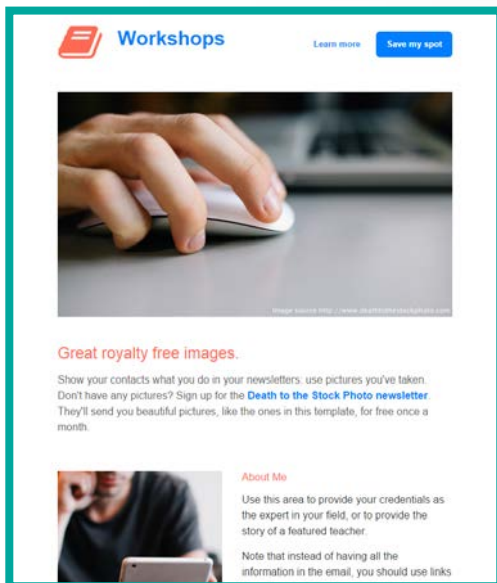 Workshops
Learn more
Save my spot
Image source http://www.deathtothestockphoto.com
Great royalty free images.
Show your contacts what you do in your newsletters: use pictures you've taken.
Don't have any pictures? Sign up for the Death to the Stock Photo newsletter.
They'll send you beautiful pictures, like the ones in this template, for free once a
month.
About Me
Use this area to provide your credentials as
the expert in your field, or to provide the
story of a featured teacher.
Note that instead of having all the
information in the email, you should use links